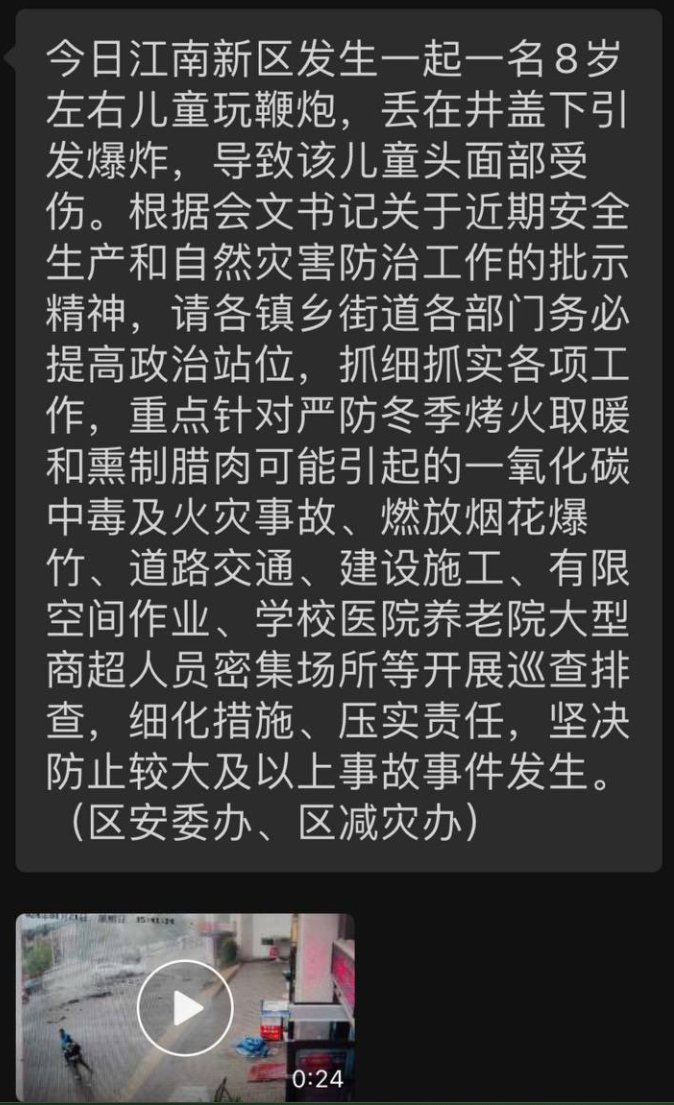 今日江南新区发生一起一名8岁
左右儿童玩鞭炮，丢在井盖下引
发爆炸，导致该儿童头面部受
伤。根据会文书记关于近期安全
生产和自然灾害防治工作的批示
精神，请各镇乡街道各部门务必
提高政治站位，抓细抓实各项工
作，重点针对严防冬季烤火取暖
和熏制腊肉可能引起的一氧化碳
中毒及火灾事故、燃放烟花爆
竹、道路交通、建设施工、有限
空间作业、学校医院养老院大型
商超人员密集场所等开展巡查排
查，细化措施、压实责任，坚决
防止较大及以上事故事件发生。
（区安委办、区减灾办）
0:24